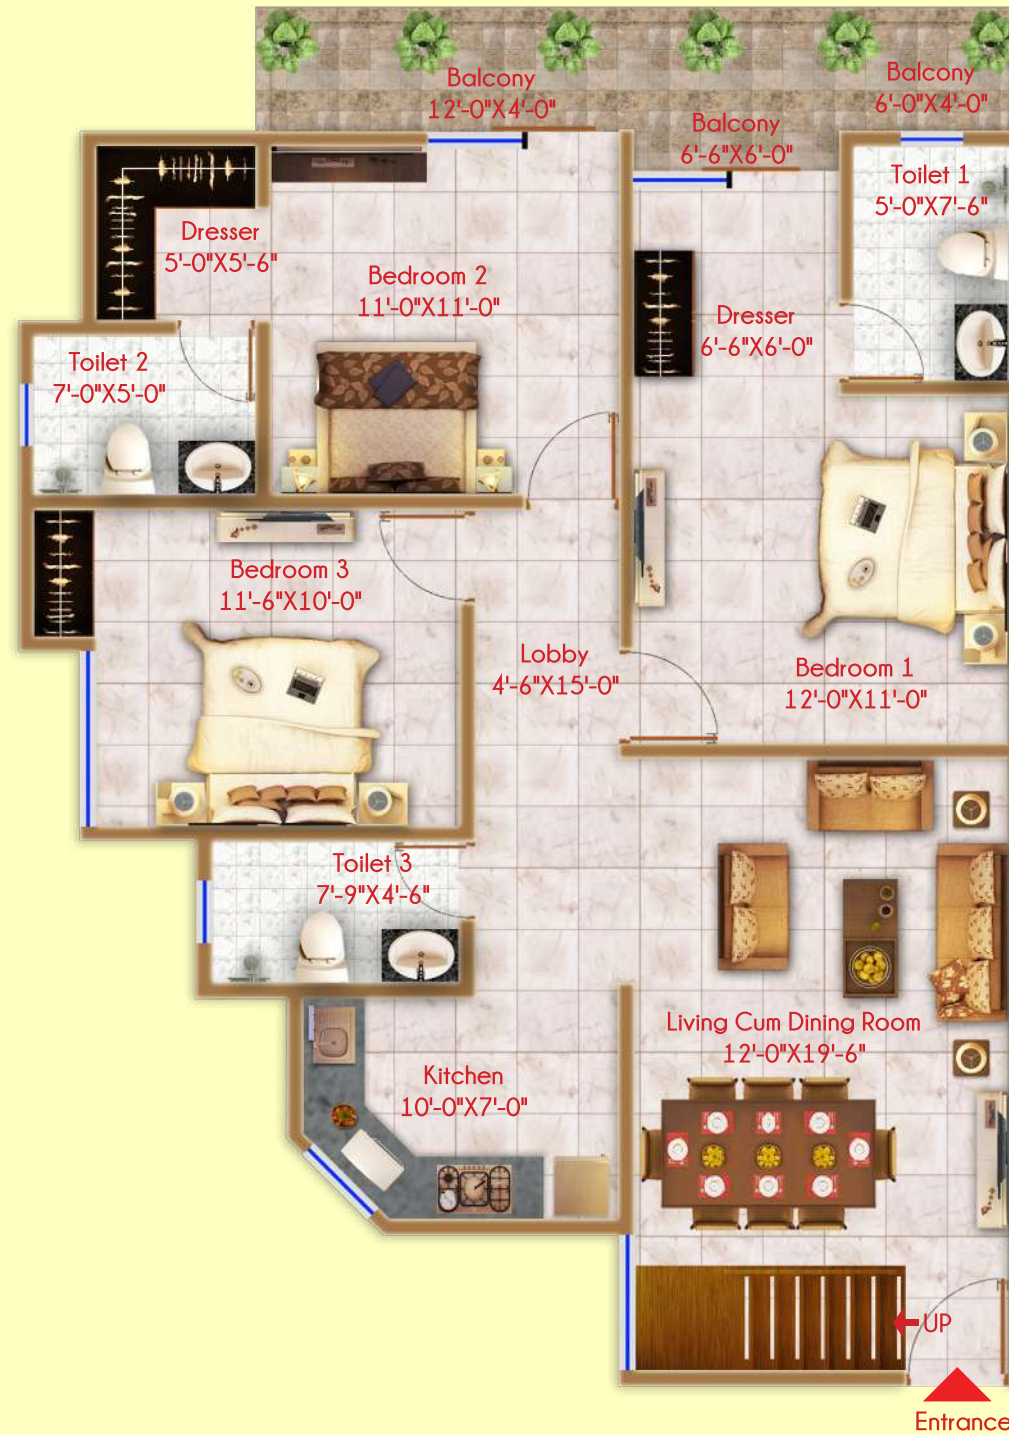 Balcony
12'-0"X4'-0"
Balcony
6'-0"X4'-0"
Balcony
6'-6"X6'-0"
Toilet 1
5'-0"X7'-6"
Dresser
5'-0"X5'-6"
Bedroom 2
11'-0"X11'-0"
Dresser
6'-6"X6'-0"
Toilet 2
7'-0"X5'-0"
Bedroom 3
11'-6"X10'-0"
Lobby
4'-6"X15'-0"
Bedroom 1
12'-0"X11'-0"
Toilet 3
7'-9"X4'-6"
Living Cum Dining Room
12'-0"X19'-6"
Kitchen
10'-0"X7'-0"
UP
Entrance